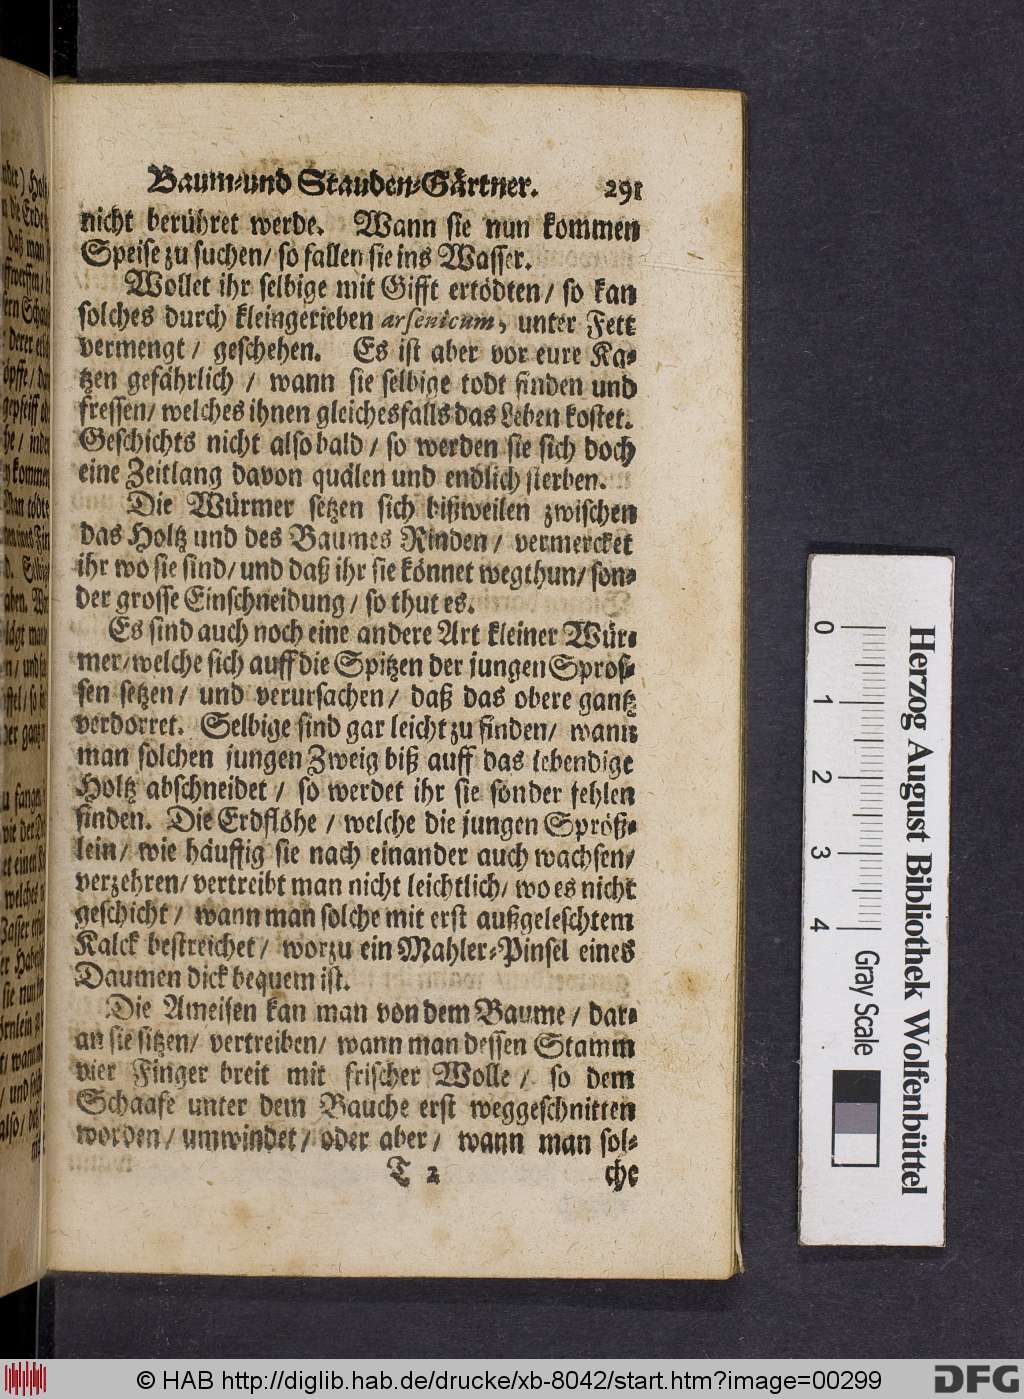 Baum-und Stauden-Gärtner. 291
nicht berühret werde. Wann sie nun kommen
Speise zu suchen/ so fallen sie ins Wasser.
Wollet ihr selbige mit Gifft ertödten/ so kan
solches durch kleingerieben arsenicum, unter Fett
vermengt/ geschehen. Es ist aber vor eure Ka-
tzen gefährlich/ wann sie selbige todt finden und
fressen/ welches ihnen gleichesfalls das Leben kostet.
Geschichts nicht alsobald/ so werden sie sich doch
eine Zeitlang davon quälen und endlich sterben.
Die Würmer setzen sich bißweilen zwischen
das Holtz und des Baumes Rinden/ vermercket
ihr wo sie sind/ und daß ihr sie könnet wegthun/ son-
der grosse Einschneidung/ so thut es.
Es sind auch noch eine andere Art kleiner Wür-
mer/ welche sich auff die Spitzen der jungen Spros-
sen setzen/ und verursachen/ daß das obere gantz
verdorret. Selbige sind gar leicht zu finden/ wann
man solchen jungen Zweig biß auff das lebendige
Holtz abschneidet/ so werdet ihr sie sonder fehlen
finden. Die Erdflöhe/ welche die jungen Spröß-
lein/ wie häuffig sie nach einander auch wachsen/
verzehren/ vertreibt man nicht leichtlich/ wo es nicht
geschicht/ wann man solche mit erst außgeleschtem
Kalck bestreichet/ worzu ein Mahler-Pinsel eines
Daumen dick bequem ist.
Die Ameisen kan man von dem Baume/ dar-
an sie sitzen/ vertreiben/ wann man dessen Stamm
vier Finger breit mit frischer Wolle/ so dem
Schaafe unter dem Bauche erst weggeschnitten
worden/ umwindet/ oder aber/ wann man sol-
T 2 che
0 1 2 3 4
Gray Scale
Herzog August Bibliothek Wolfenbüttel
© HAB http://diglib.hab.de/drucke/xb-8042/start.htm?image=00299
DFG